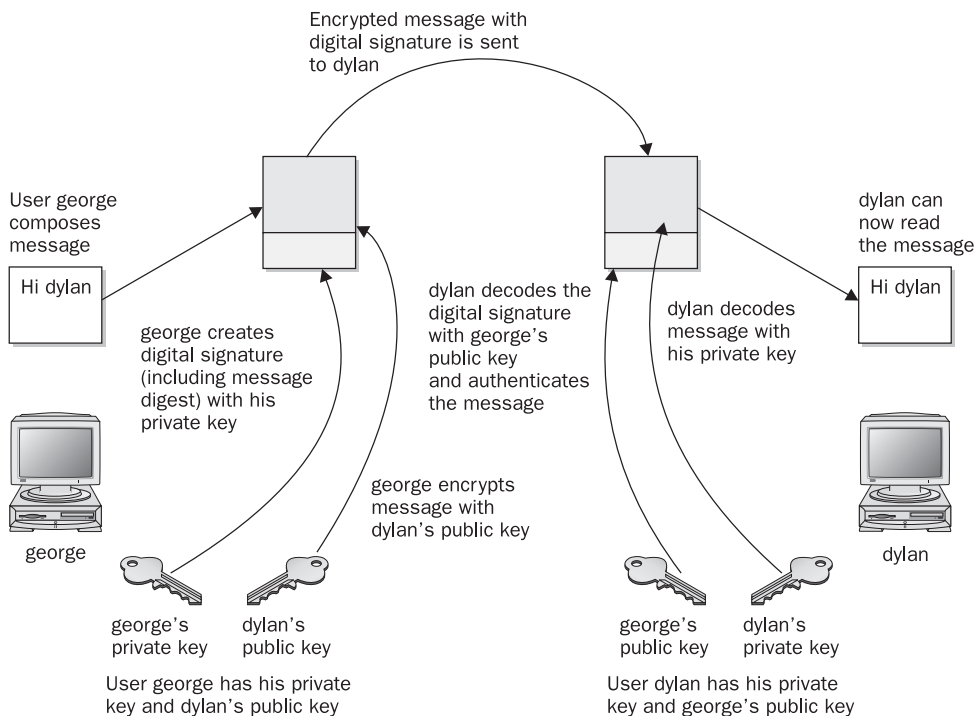 Encrypted message with
digital signature is sent
to dylan
User george
composes
message
Hi dylan
george creates
digital signature
(including message
digest) with his
private key
george encrypts
message with
dylan's public key
dylan decodes the
digital signature
with george's
public key
and authenticates
the message
dylan decodes
message with
his private key
dylan can
now read
the message
Hi dylan
george
dylan
george's
private key
dylan's
public key
User george has his private
key and dylan's public key
george's
public key
dylan's
private key
User dylan has his private
key and george's public key